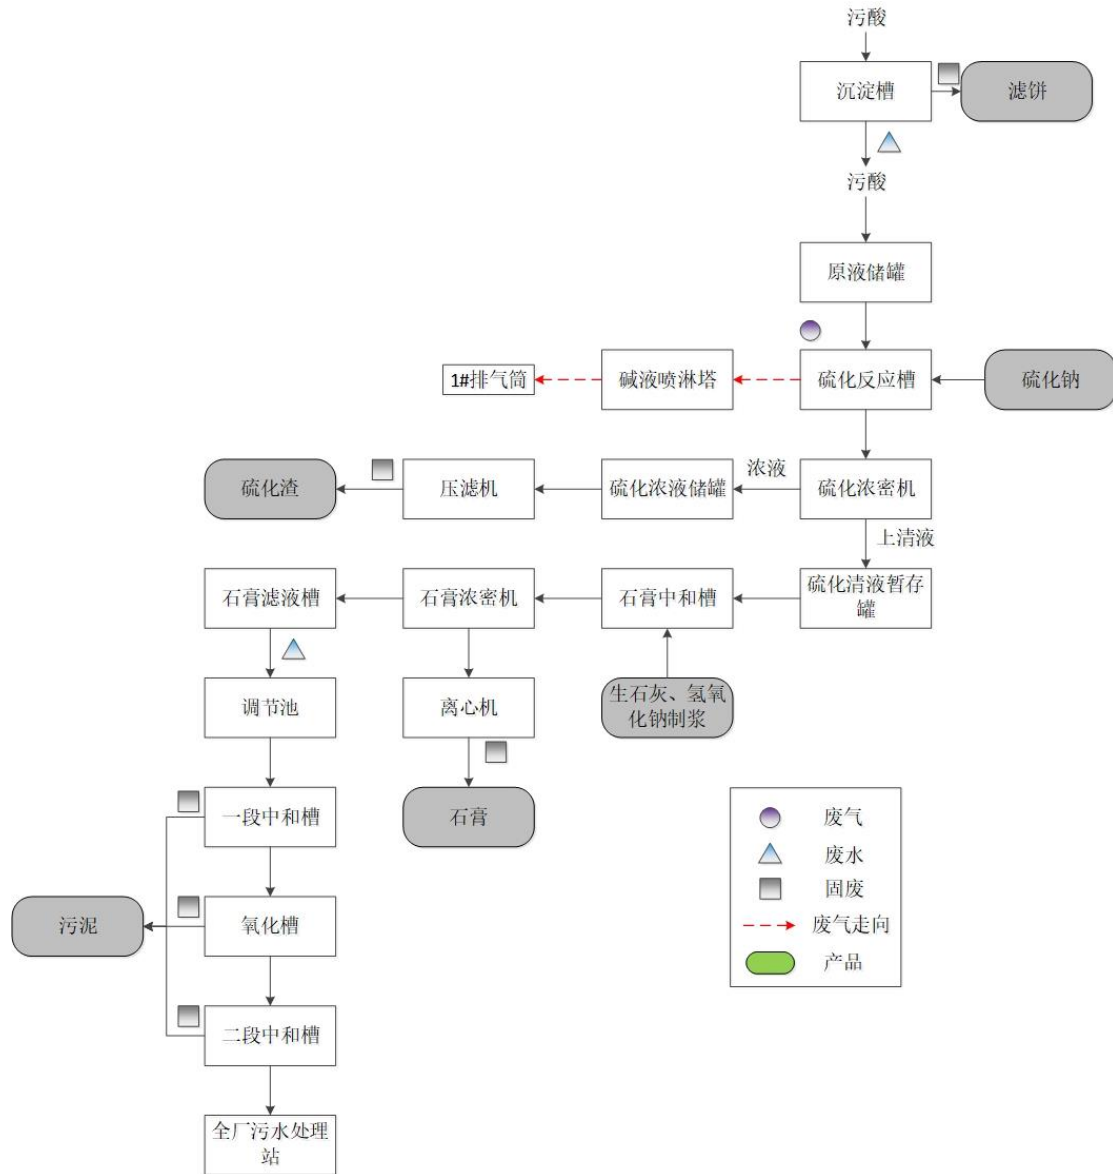 污酸
沉淀槽
滤饼
污酸
原液储罐
1#排气筒
碱液喷淋塔
硫化反应槽
硫化钠
硫化渣
压滤机
硫化浓液储罐
浓液
硫化浓密机
上清液
石膏滤液槽
石膏浓密机
石膏中和槽
硫化清液暂存
罐
调节池
离心机
生石灰、氢氧
化钠制浆
一段中和槽
石膏
废气
废水
固废
废气走向
产品
污泥
氧化槽
二段中和槽
全厂污水处理
站